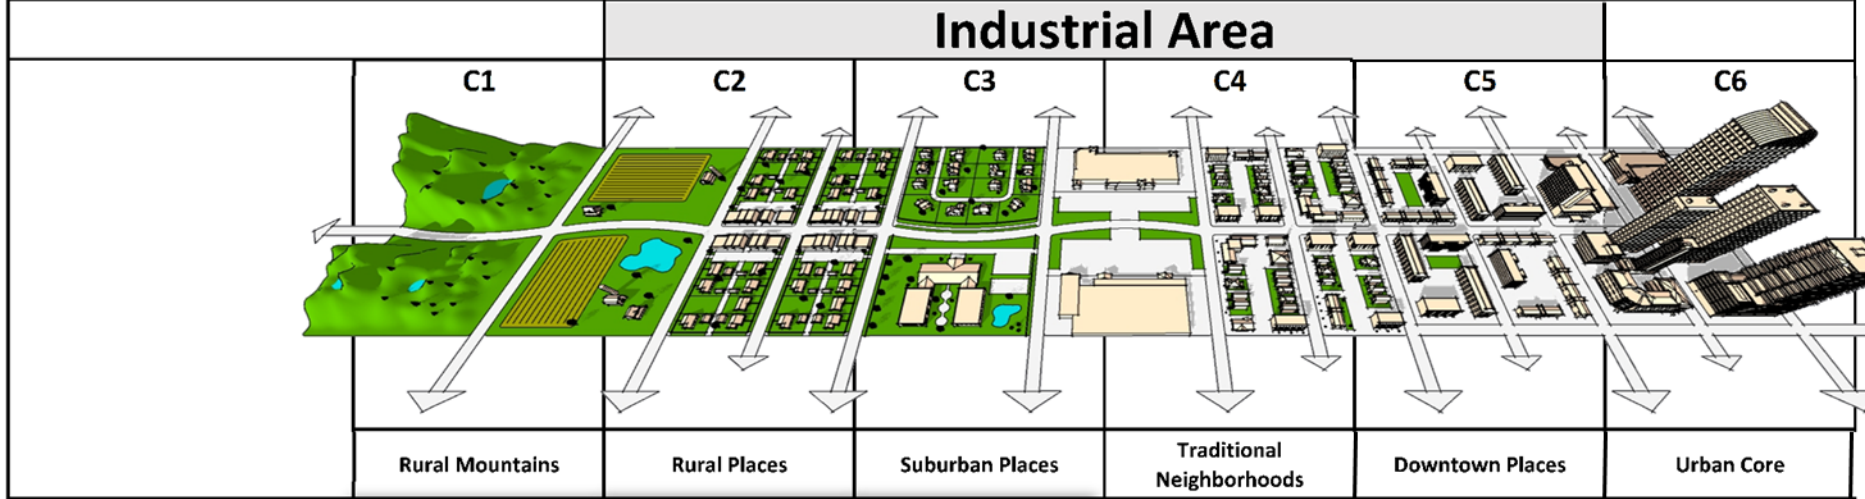 Industrial Area
C1
C2
C3
C4
C5
C6
Rural Mountains
Rural Places
Suburban Places
Traditional
Neighborhoods
Downtown Places
Urban Core